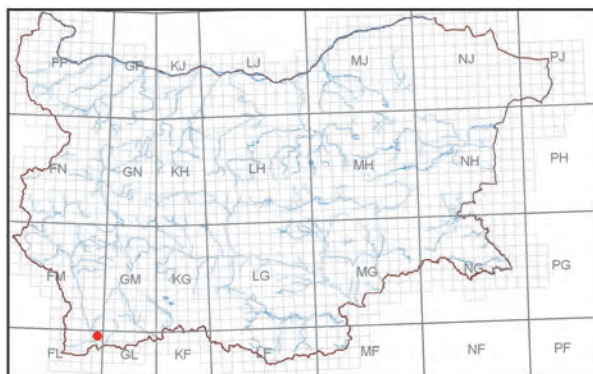 FP GP KJ LJ MJ NJ PJ
FN GN KH LH MH NH PH
FM GM KG LG MG NG PG
FL GL KF LF MF NF PF